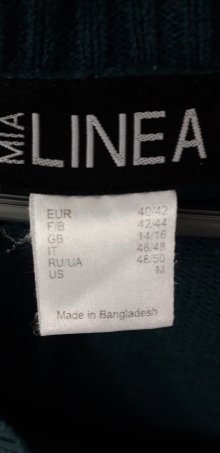 MIA LINEA
EUR 40/42
F/B 42/44
GB 14/16
IT 46/48
RU/UA 48/50
US M
Made in Bangladesh